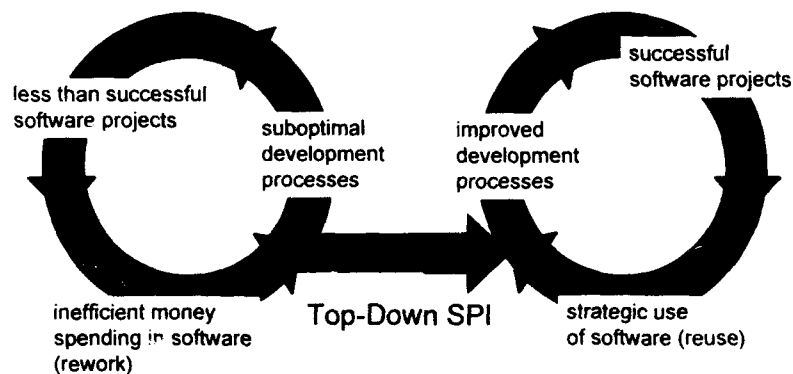 less than successful
software projects
suboptimal
development
processes
inefficient money
spending in software
(rework)
Top-Down SPI
improved
development
processes
successful
software projects
strategic use
of software (reuse)